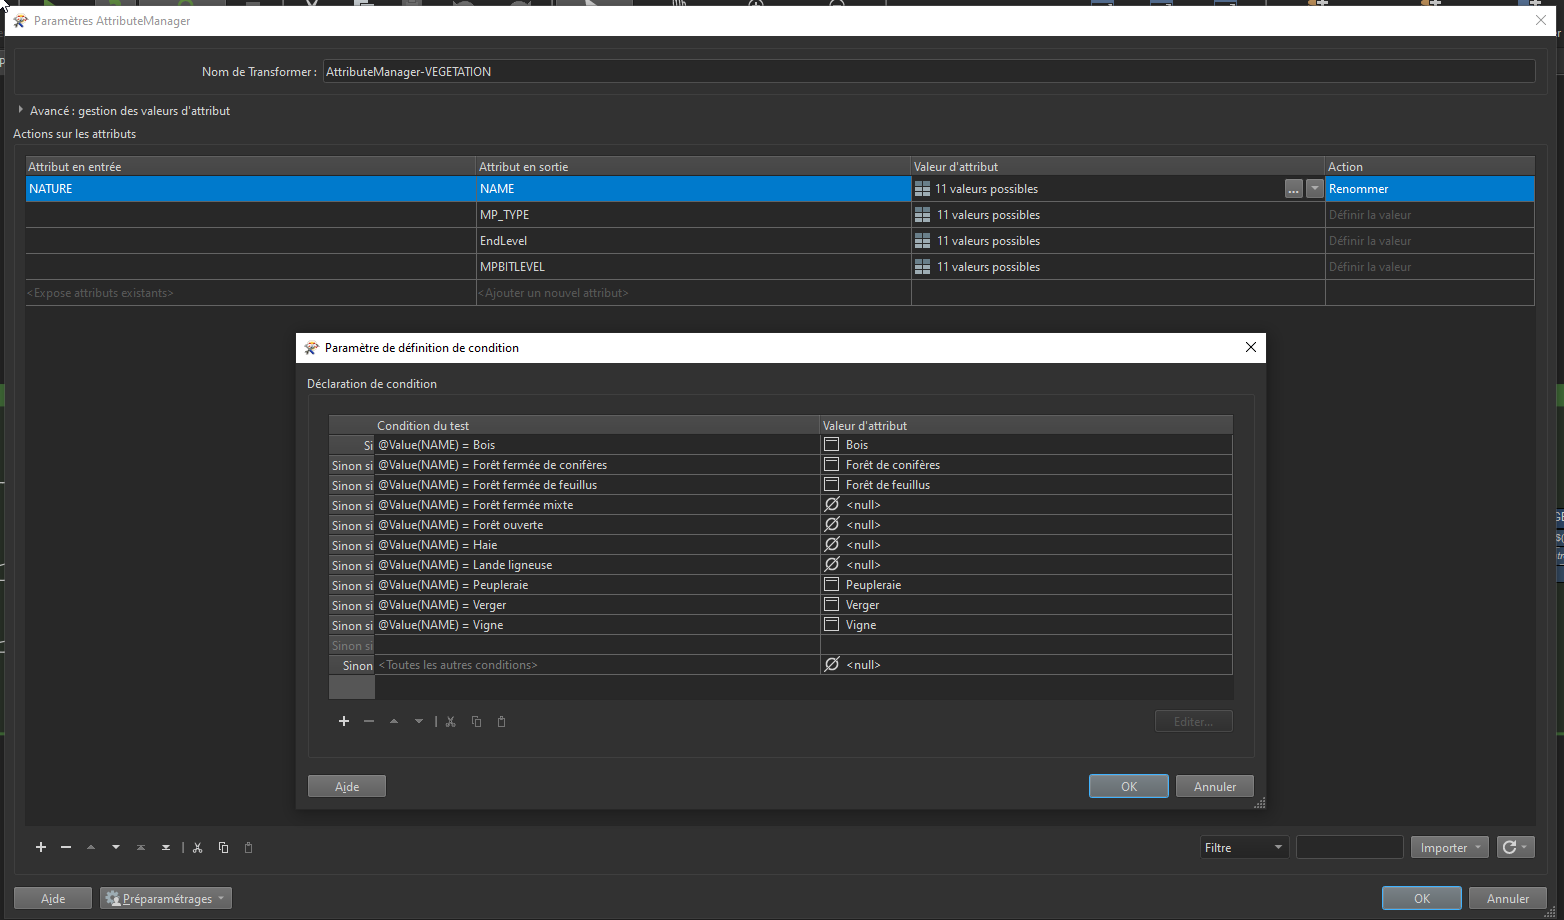 Paramètres AttributeManager
Nom de Transformer : AttributeManager-VEGETATION
Avancé : gestion des valeurs d'attribut
Actions sur les attributs
Attribut en entrée Attribut en sortie Valeur d'attribut Action
NATURE NAME 11 valeurs possibles ... Renommer
MP_TYPE 11 valeurs possibles Définir la valeur
EndLevel 11 valeurs possibles Définir la valeur
MPBITLEVEL 11 valeurs possibles Définir la valeur
<Expose attributs existants> <Ajouter un nouvel attribut>
Paramètre de définition de condition
Déclaration de condition
Condition du test Valeur d'attribut
Si @Value(NAME) = Bois Bois
Sinon si @Value(NAME) = Forêt fermée de conifères Forêt de conifères
Sinon si @Value(NAME) = Forêt fermée de feuillus Forêt de feuillus
Sinon si @Value(NAME) = Forêt fermée mixte <null>
Sinon si @Value(NAME) = Forêt ouverte <null>
Sinon si @Value(NAME) = Haie <null>
Sinon si @Value(NAME) = Lande ligneuse <null>
Sinon si @Value(NAME) = Peupleraie Peupleraie
Sinon si @Value(NAME) = Verger Verger
Sinon si @Value(NAME) = Vigne Vigne
Sinon si
Sinon <Toutes les autres conditions> <null>
Editer...
Aide OK Annuler
Filtre Importer
Aide Préparamétrages OK Annuler